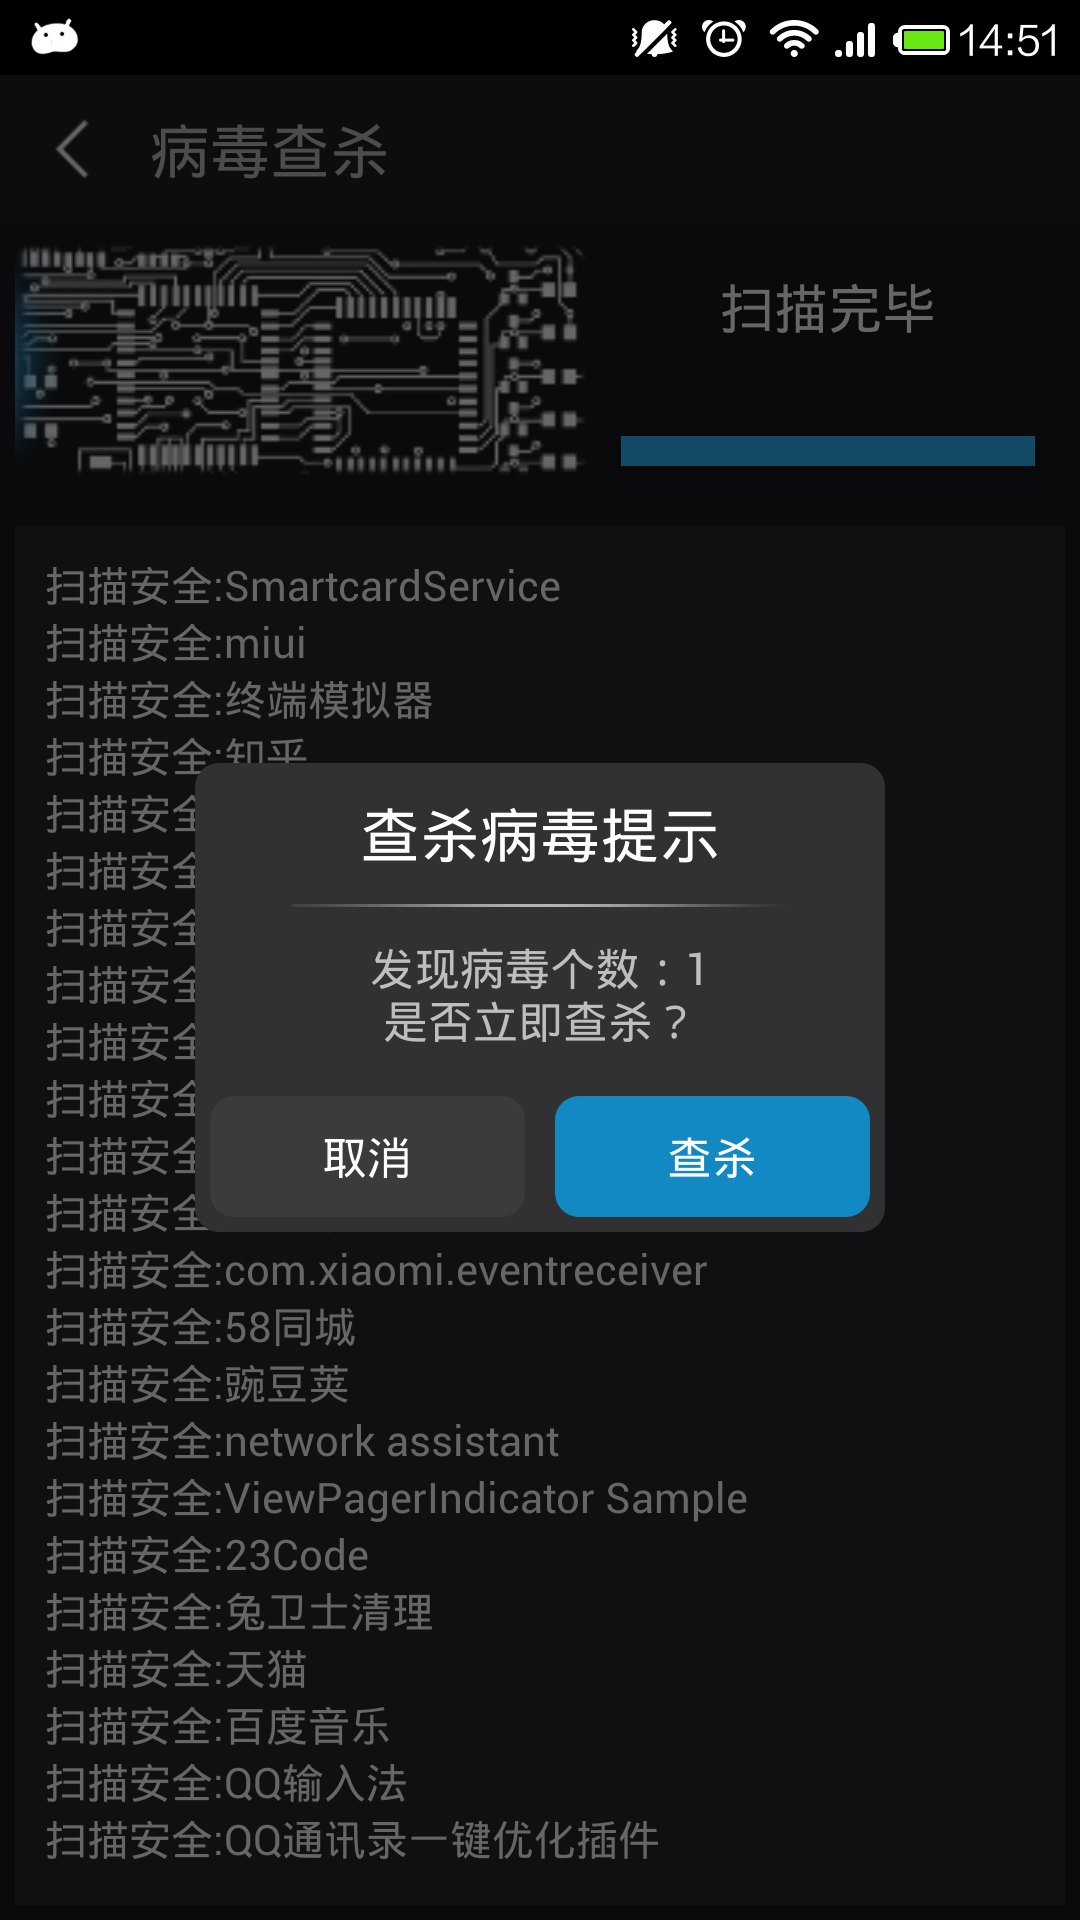 14:51
病毒查杀
扫描完毕
扫描安全:SmartcardService
扫描安全:miui
扫描安全:终端模拟器
扫描安全:知乎
扫描安
扫描安
扫描安
扫描安
扫描安
扫描安
扫描安
扫描安
查杀病毒提示
发现病毒个数：1
是否立即查杀？
取消
查杀
扫描安全:com.xiaomi.eventreceiver
扫描安全:58同城
扫描安全:豌豆荚
扫描安全:network assistant
扫描安全:ViewPagerIndicator Sample
扫描安全:23Code
扫描安全:兔卫士清理
扫描安全:天猫
扫描安全:百度音乐
扫描安全:QQ输入法
扫描安全:QQ通讯录一键优化插件